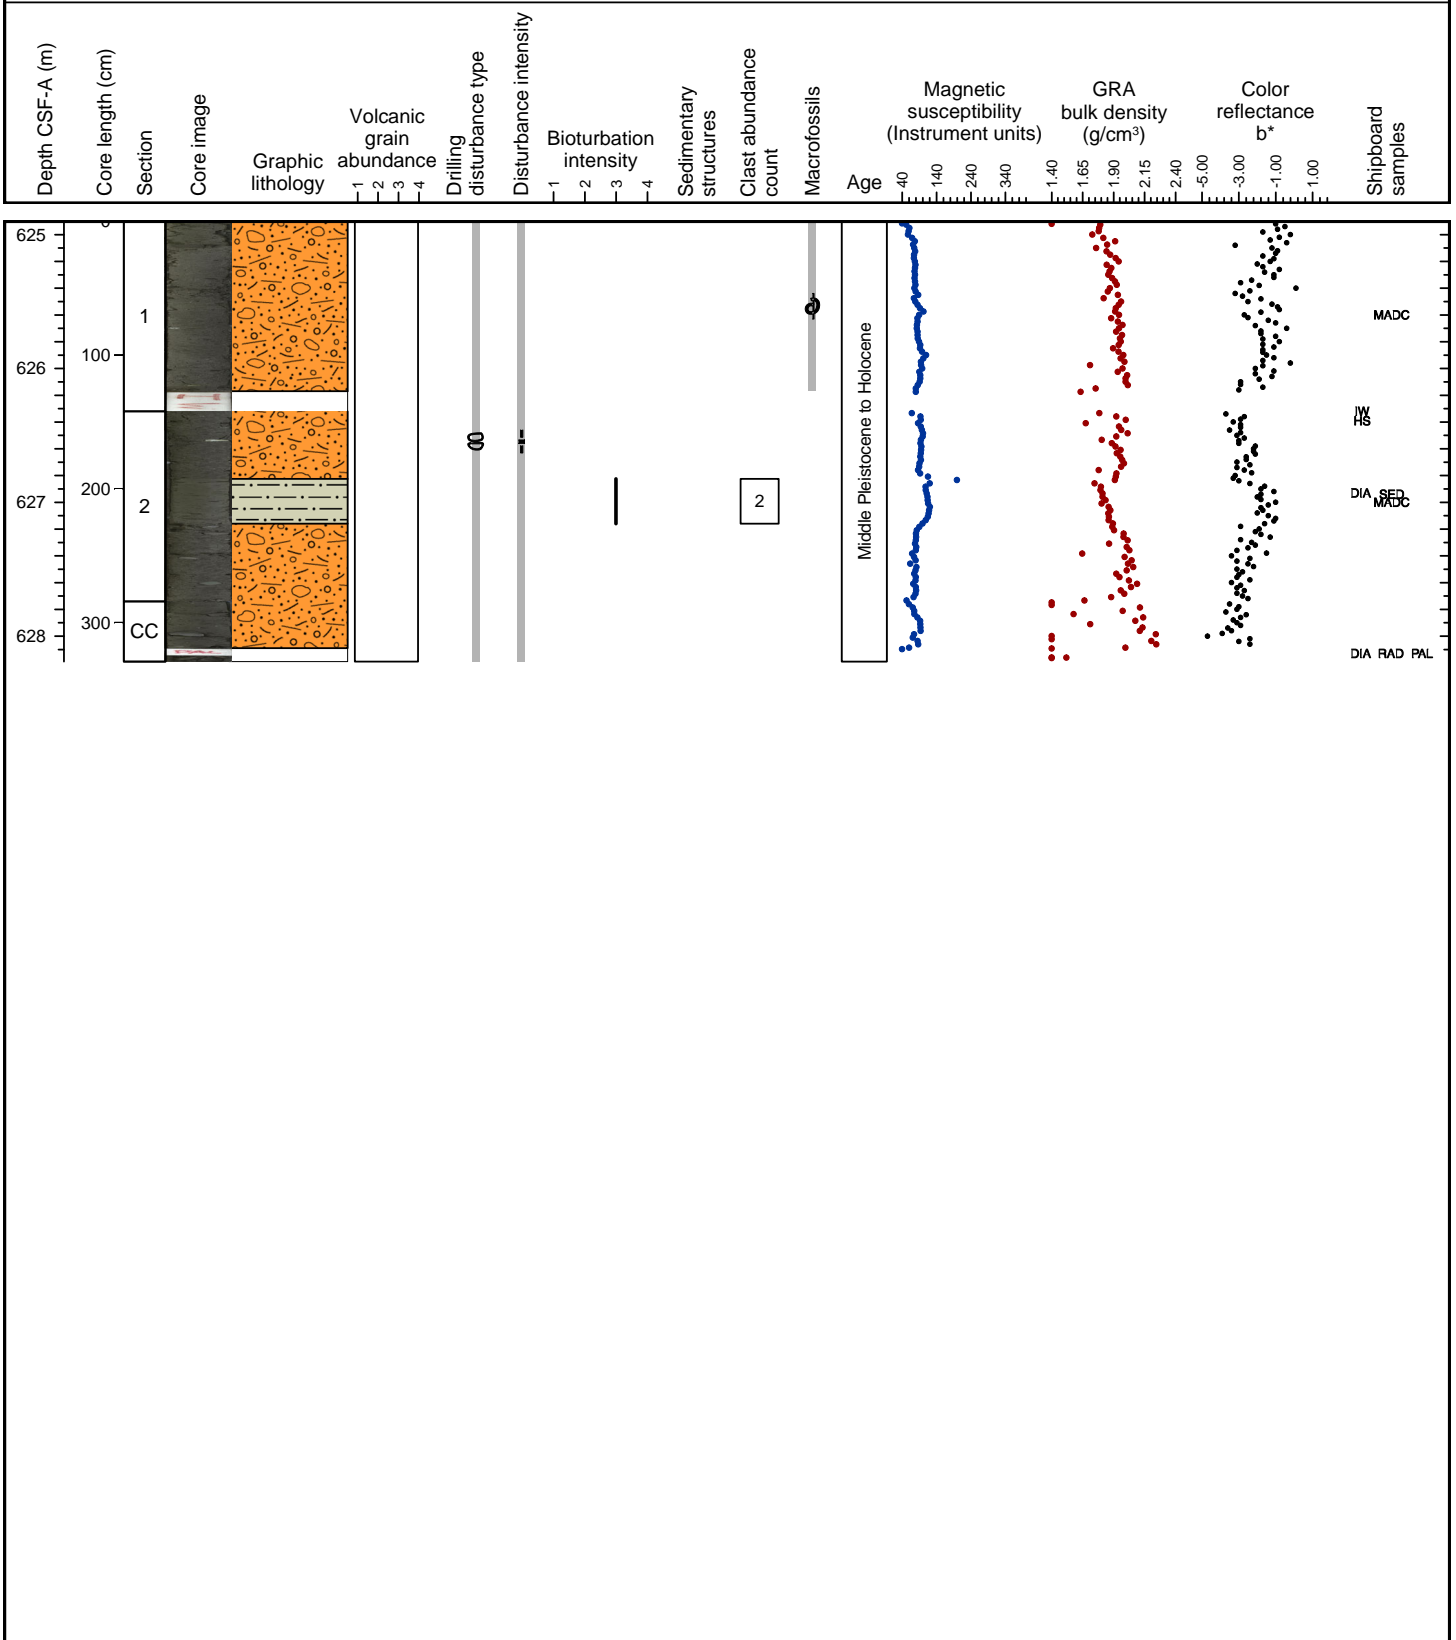 Depth CSF-A (m)
Core length (cm)
Section
Core image
Graphic
lithology
Volcanic
grain
abundance
1
2
3
4
Drilling
disturbance type
Disturbance intensity
Bioturbation
intensity
1
2
3
4
Sedimentary
structures
Clast abundance
count
Macrofossils
Age
Magnetic
susceptibility
(Instrument units)
40
140
240
340
GRA
bulk density
(g/cm³)
1.40
1.65
1.90
2.15
2.40
Color
reflectance
b*
-5.00
-3.00
-1.00
1.00
Shipboard
samples
625
626
627
628
0
100
200
300
1
2
CC
PAL
2
Middle Pleistocene to Holocene
MADC
IW
HS
DIA SED
MADC
DIA RAD PAL